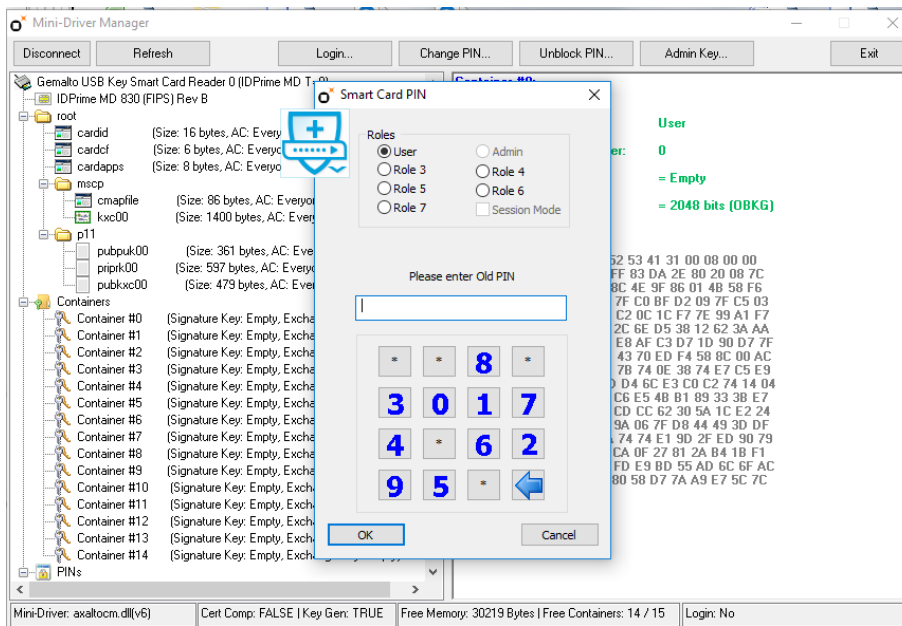 Mini-Driver Manager
Disconnect Refresh Login... Change PIN... Unblock PIN... Admin Key... Exit
Gemalto USB Key Smart Card Reader 0 (IDPrime MD T=0)
IDPrime MD 830 (FIPS) Rev B
root
cardid (Size: 16 bytes, AC: Every
cardcf (Size: 6 bytes, AC: Everyo
cardapps (Size: 8 bytes, AC: Everyo
mscp
cmapfile (Size: 86 bytes, AC: Everyor
kxc00 (Size: 1400 bytes, AC: Every
p11
pubpuk00 (Size: 361 bytes, AC: Eve
priprk00 (Size: 597 bytes, AC: Everyo
pubkxc00 (Size: 479 bytes, AC: Eve
Containers
Container #0 (Signature Key: Empty, Excha
Container #1 (Signature Key: Empty, Excha
Container #2 (Signature Key: Empty, Excha
Container #3 (Signature Key: Empty, Excha
Container #4 (Signature Key: Empty, Excha
Container #5 (Signature Key: Empty, Excha
Container #6 (Signature Key: Empty, Excha
Container #7 (Signature Key: Empty, Excha
Container #8 (Signature Key: Empty, Excha
Container #9 (Signature Key: Empty, Excha
Container #10 (Signature Key: Empty, Exch
Container #11 (Signature Key: Empty, Exch
Container #12 (Signature Key: Empty, Exch
Container #13 (Signature Key: Empty, Exch
Container #14 (Signature Key: Empty,
PINs
Smart Card PIN
Roles
User Admin
Role 3 Role 4
Role 5 Role 6
Role 7 Session Mode
Please enter Old PIN
* * 8 *
3 0 1 7
4 * 6 2
9 5 *
OK Cancel
User
er: 0
= Empty
= 2048 bits (OBKG)
52 53 41 31 00 08 00 00
FF 83 DA 2E 80 20 08 7C
8C 4E 9F 86 01 4B 58 F6
7F C0 BF D2 09 7F C5 03
C2 0C 1C F7 7E 99 A1 F7
2C 6E D5 38 12 62 3A AA
E8 AF C3 D7 1D 90 D7 7F
43 70 ED F4 58 8C 00 AC
7B 74 0E 38 74 E7 C5 E9
D4 6C E3 C0 C2 74 14 04
C6 E5 4B B1 89 33 3B E7
CD CC 62 30 5A 1C E2 24
9A 06 7F D8 44 49 3D DF
74 74 E1 9D 2F ED 90 79
CA 0F 27 81 2A B4 1B F1
FD E9 BD 55 AD 6C 6F AC
80 58 D7 7A A9 E7 5C 7C
Mini-Driver: axaltocm.dll(v6) Cert Comp: FALSE | Key Gen: TRUE Free Memory: 30219 Bytes | Free Containers: 14 / 15 Login: No